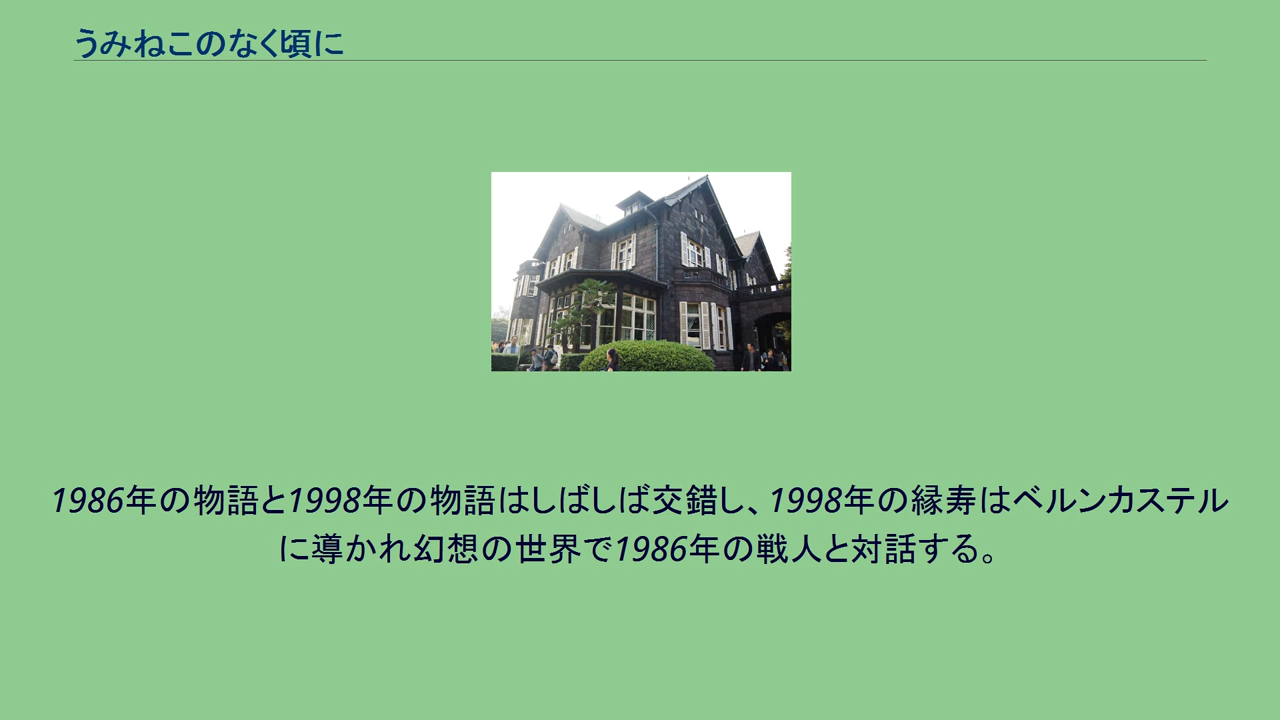 うみねこのなく頃に
1986年の物語と1998年の物語はしばしば交錯し、1998年の縁寿はベルンカステル
に導かれ幻想の世界で1986年の戦人と対話する。